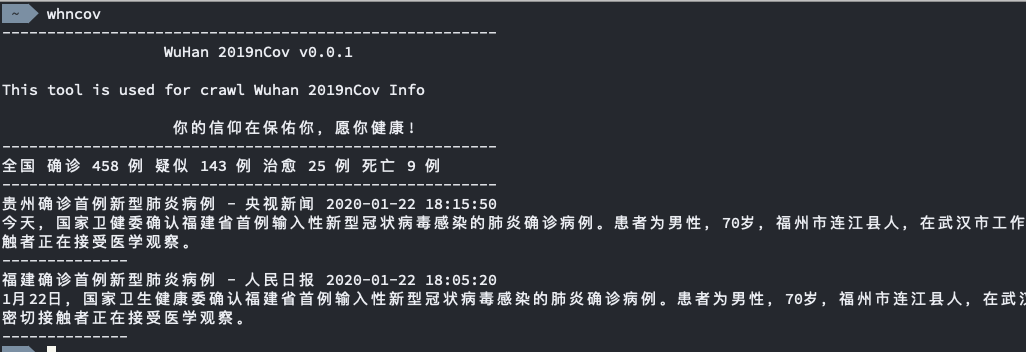 ~ whncov
-------------------------------------------------------
WuHan 2019nCov v0.0.1
This tool is used for crawl Wuhan 2019nCov Info
你的信仰在保佑你，愿你健康！
-------------------------------------------------------
全国 确诊 458 例 疑似 143 例 治愈 25 例 死亡 9 例
-------------------------------------------------------
贵州确诊首例新型肺炎病例 - 央视新闻 2020-01-22 18:15:50
今天，国家卫健委确认福建省首例输入性新型冠状病毒感染的肺炎确诊病例。患者为男性，70岁，福州市连江县人，在武汉市工作
触者正在接受医学观察。
--------------
福建确诊首例新型肺炎病例 - 人民日报 2020-01-22 18:05:20
1月22日，国家卫生健康委确认福建省首例输入性新型冠状病毒感染的肺炎确诊病例。患者为男性，70岁，福州市连江县人，在武
密切接触者正在接受医学观察。
--------------